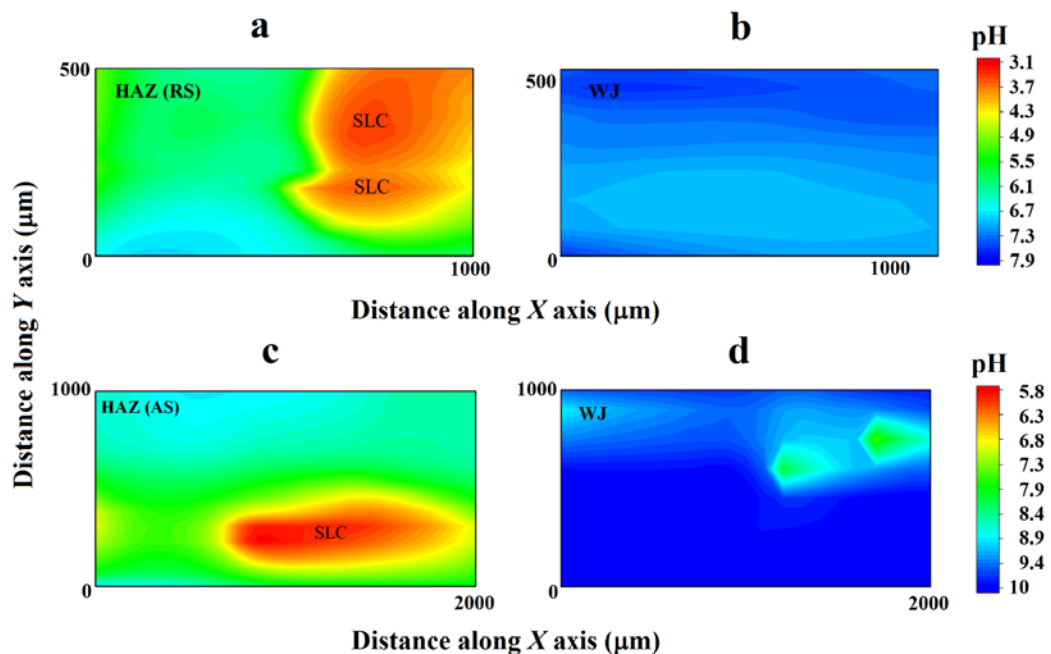 a
b
pH
500
HAZ (RS)
SLC
SLC
0
1000
500
WJ
0
1000
3.1
4.3
4.9
5.5
6.1
6.7
7.3
7.9
Distance along Y axis (μm)
Distance along X axis (μm)
c
d
pH
1000
HAZ (AS)
SLC
0
2000
1000
WJ
0
2000
5.8
6.3
6.8
7.3
7.9
8.4
8.9
9.4
10
Distance along X axis (μm)